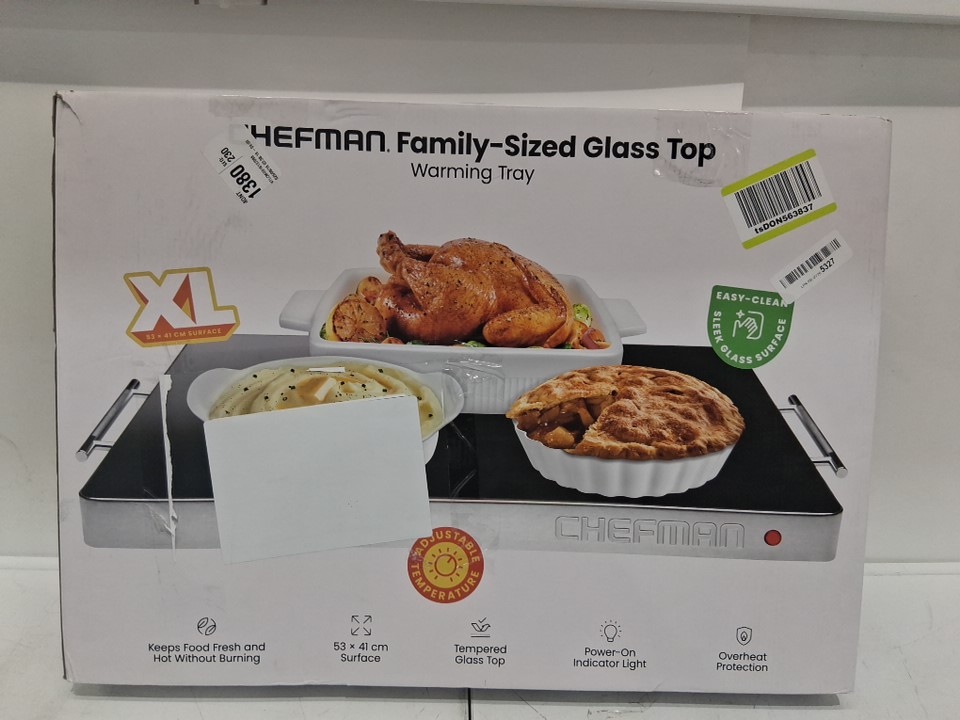 CHEFMAN. Family-Sized Glass Top
Warming Tray
1380
230
tsDON563837
5327
XL
53 × 41 CM SURFACE
EASY-CLEAN
SLEEK GLASS SURFACE
CHEFMAN
ADJUSTABLE
TEMPERATURE
Keeps Food Fresh and
Hot Without Burning
53 × 41 cm
Surface
Tempered
Glass Top
Power-On
Indicator Light
Overheat
Protection